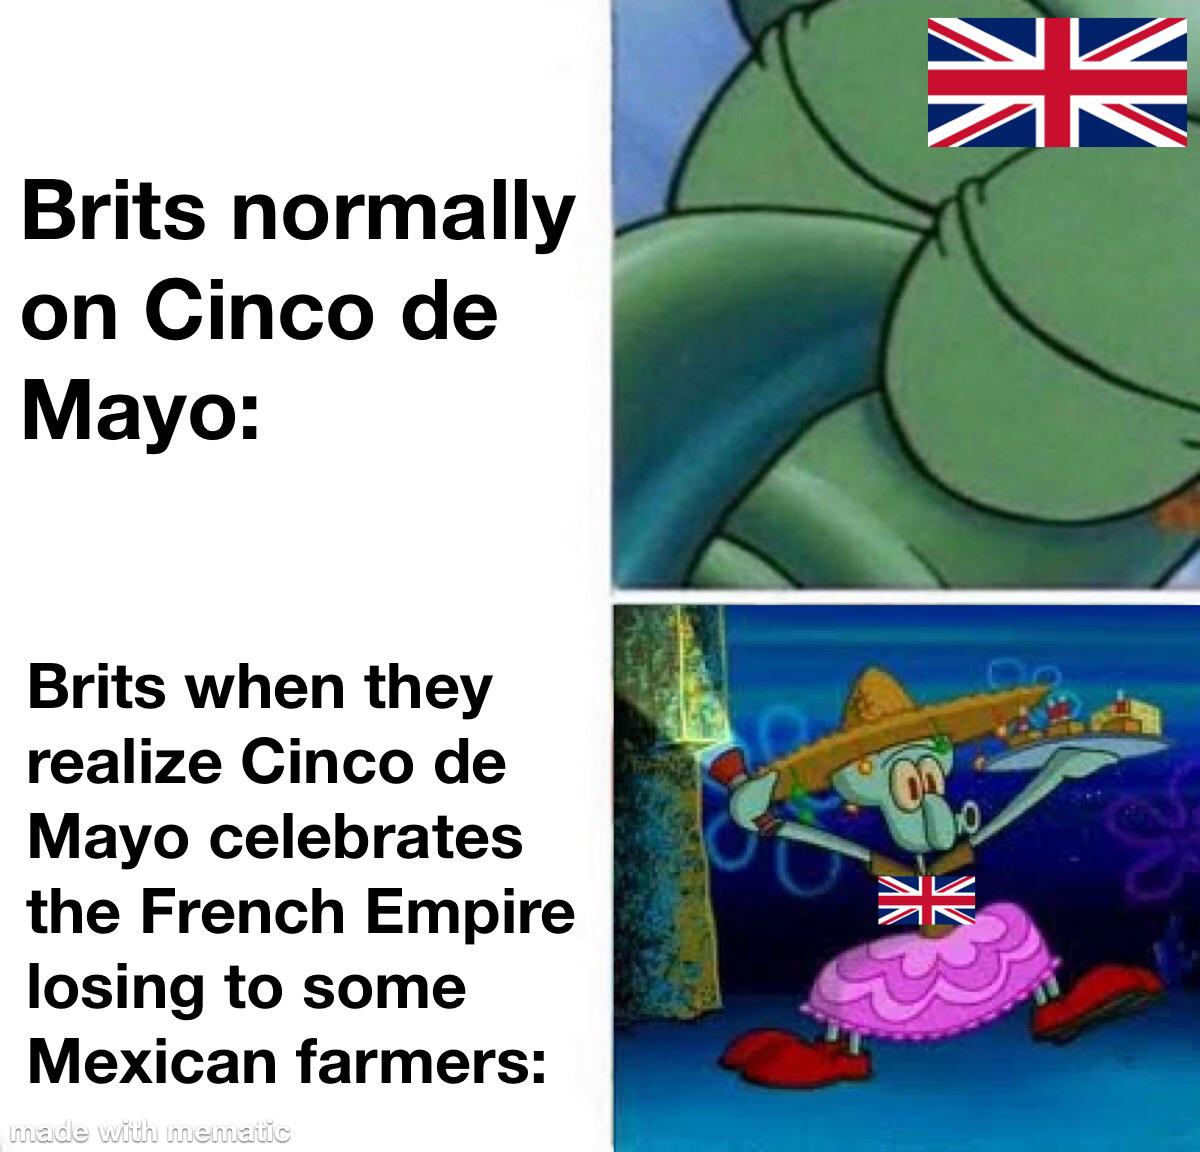 Brits normally
on Cinco de
Mayo:
Brits when they
realize Cinco de
Mayo celebrates
the French Empire
losing to some
Mexican farmers:
made with mematic